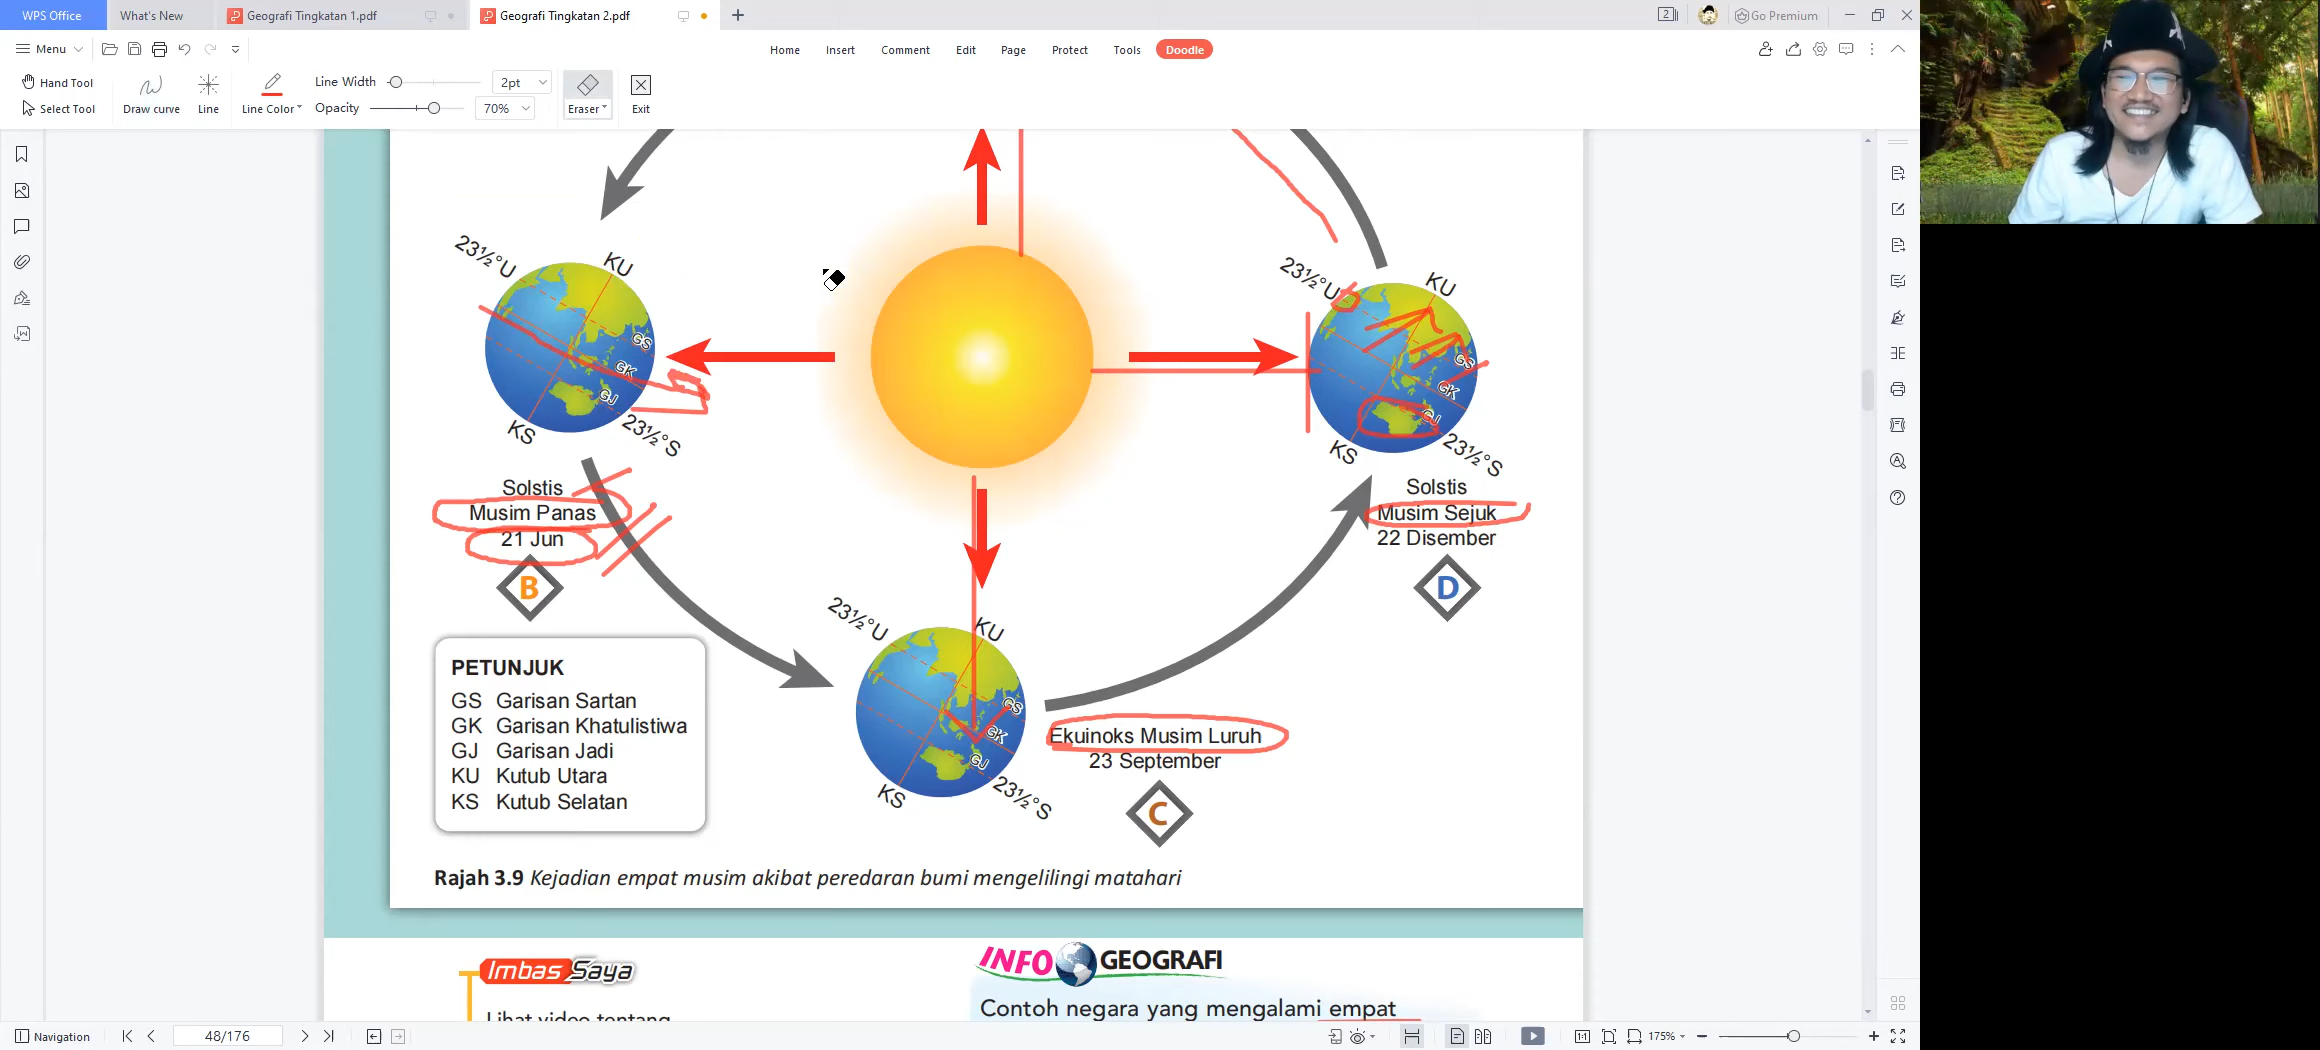 WPS Office What's New Geografi Tingkatan 1.pdf Geografi Tingkatan 2.pdf 2 Go Premium
Menu Home Insert Comment Edit Page Protect Tools Doodle
Hand Tool Line Width 2pt
Select Tool Draw curve Line Line Color Opacity 70% Eraser Exit
23½°U KU
GS
GK
GJ
KS 23½°S
Solstis
Musim Panas
21 Jun
B
23½°U KU
GS
GK
GJ
KS 23½°S
Solstis
Musim Sejuk
22 Disember
D
23½°U KU
GS
GK
GJ
KS 23½°S
Ekuinoks Musim Luruh
23 September
C
PETUNJUK
GS Garisan Sartan
GK Garisan Khatulistiwa
GJ Garisan Jadi
KU Kutub Utara
KS Kutub Selatan
Rajah 3.9 Kejadian empat musim akibat peredaran bumi mengelilingi matahari
Imbas Saya
Lihat video tentang
INFO GEOGRAFI
Contoh negara yang mengalami empat
Navigation 48/176 1:1 175%